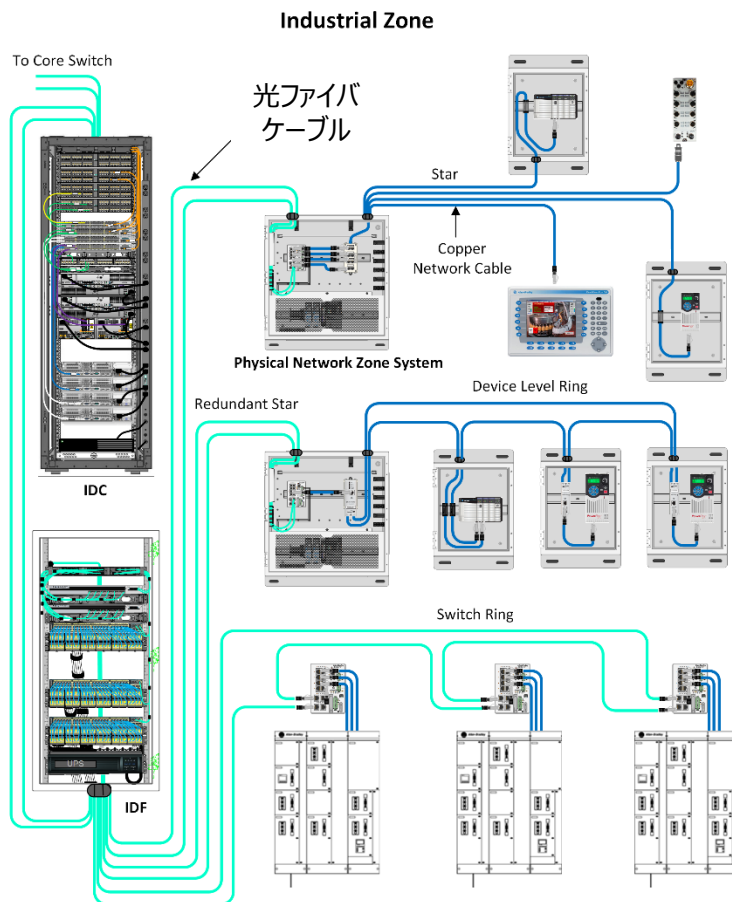 Industrial Zone
To Core Switch
光ファイバ
ケーブル
Star
Copper
Network Cable
Physical Network Zone System
Device Level Ring
Redundant Star
IDC
Switch Ring
UPS
IDF